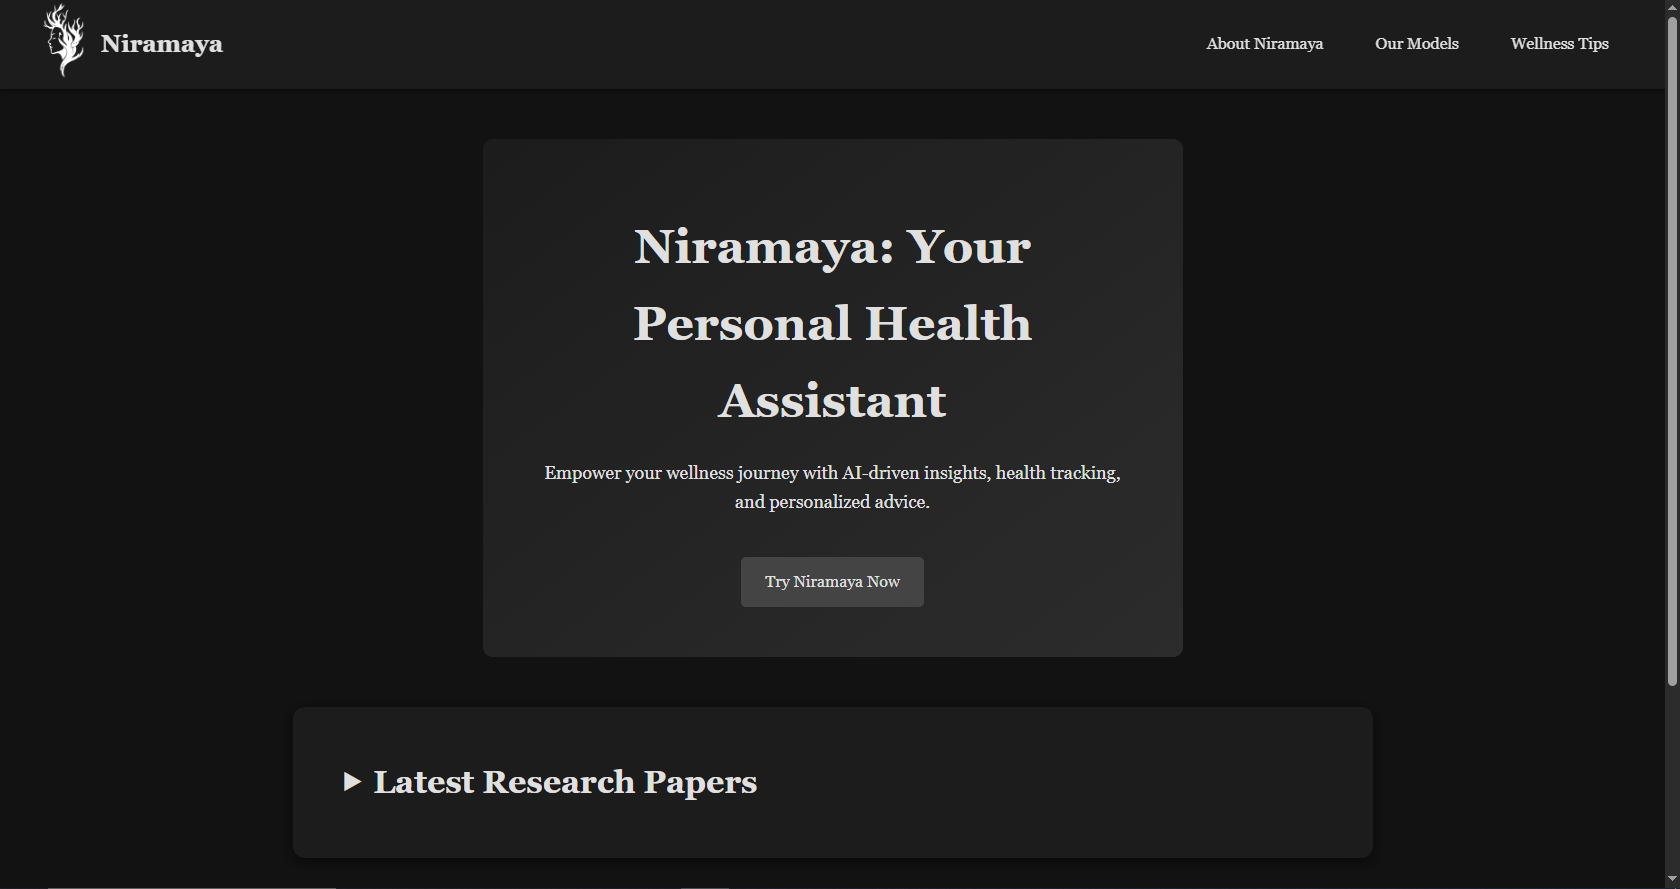 Niramaya
About Niramaya
Our Models
Wellness Tips
Niramaya: Your
Personal Health
Assistant
Empower your wellness journey with AI-driven insights, health tracking,
and personalized advice.
Try Niramaya Now
Latest Research Papers